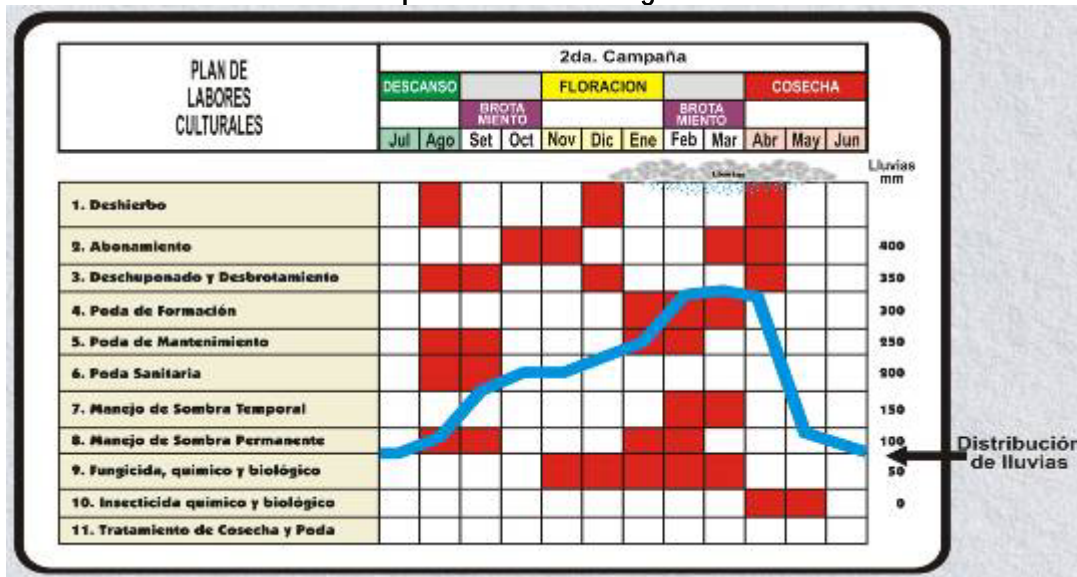 PLAN DE
LABORES
CULTURALES
2da. Campaña
DESCANSO FLORACION COSECHA
BROTA
MIENTO
BROTA
MIENTO
Jul Ago Set Oct Nov Dic Ene Feb Mar Abr May Jun
Lluvias
mm
Lluvias
1. Deshierbo
2. Abonamiento 400
3. Deschuponado y Desbrotamiento 350
4. Poda de Formación 300
5. Poda de Mantenimiento 250
6. Poda Sanitaria 200
7. Manejo de Sombra Temporal 150
8. Manejo de Sombra Permanente 100
9. Fungicida, quimico y biológico 50
10. Insecticida quimico y biológico 0
11. Tratamiento de Cosecha y Poda
Distribución
de lluvias